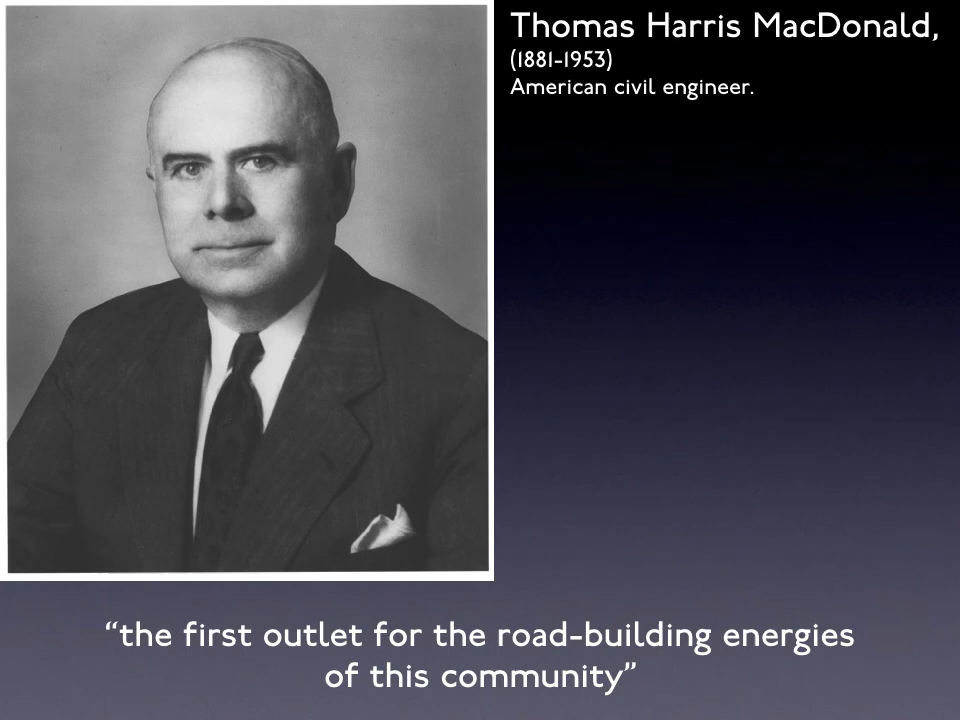 Thomas Harris MacDonald,
(1881-1953)
American civil engineer.
“the first outlet for the road-building energies
of this community”